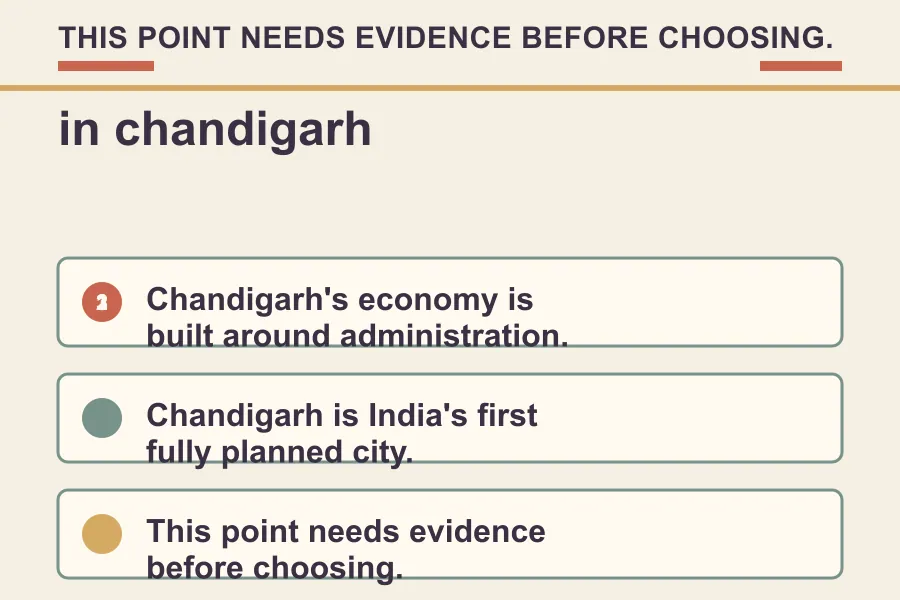 THIS POINT NEEDS EVIDENCE BEFORE CHOOSING.
in chandigarh
Chandigarh's economy is
built around administration.
Chandigarh is India's first
fully planned city.
This point needs evidence
before choosing.